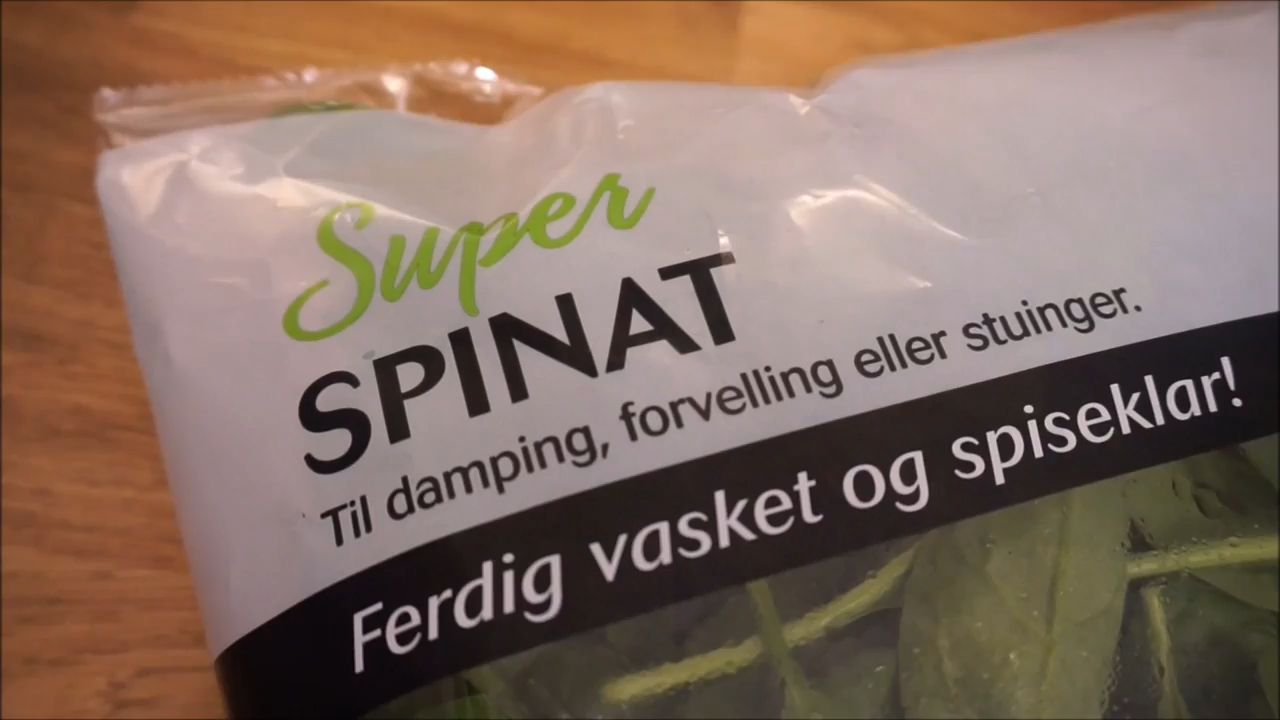 Super
SPINAT
Til damping, forvelling eller stuinger.
Ferdig vasket og spiseklar!